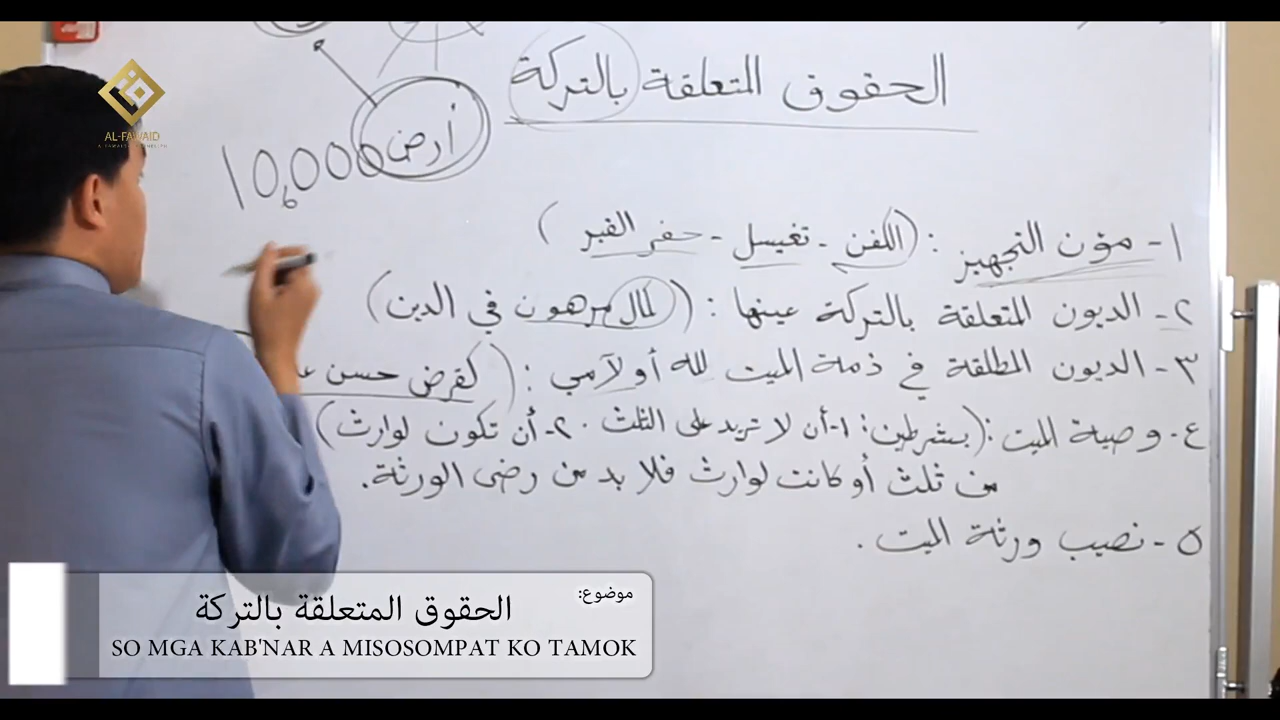 الحقوق المتعلقة بالتركة
أرض
10,000
١- مؤن التجهيز : (الكفن - تغسيل - حفر القبر)
٢- الديون المتعلقة بالتركة عينها : (لمال مرهون في الدين)
٣- الديون المطلقة في ذمة الميت لله أو لآدمي : (كقرض حسن
٤- وصية الميت : (بشرطين: ١- أن لا تزيد على الثلث . ٢- أن تكون لوارث)
من ثلث أو كانت لوارث فلا بد من رضى الورثة.
٥- نصيب ورثة الميت .
AL-FAWAID
موضوع:
الحقوق المتعلقة بالتركة
SO MGA KAB'NAR A MISOSOMPAT KO TAMOK